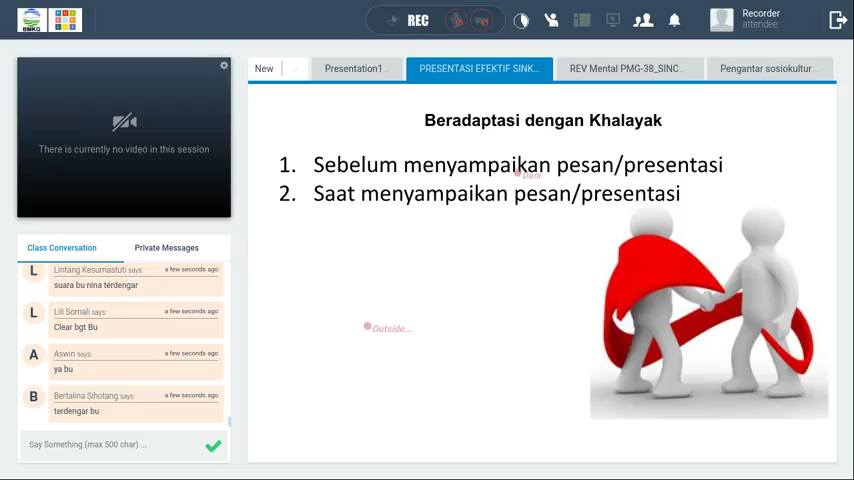 BMKG
REC
Recorder
attendee
There is currently no video in this session
New
Presentation1...
PRESENTASI EFEKTIF SINK...
REV Mental PMG-38_SINC...
Pengantar sosiokultur...
Class Conversation
Private Messages
Lintang Kesumastuti says:
a few seconds ago
L
suara bu nina terdengar
Lili Somali says:
a few seconds ago
L
Clear bgt Bu
Aswin says:
a few seconds ago
A
ya bu
Bertalina Sihotang says:
a few seconds ago
B
terdengar bu
Say Something (max 500 char) ...
Beradaptasi dengan Khalayak
1. Sebelum menyampaikan pesan/presentasi
Deni
2. Saat menyampaikan pesan/presentasi
Outside...